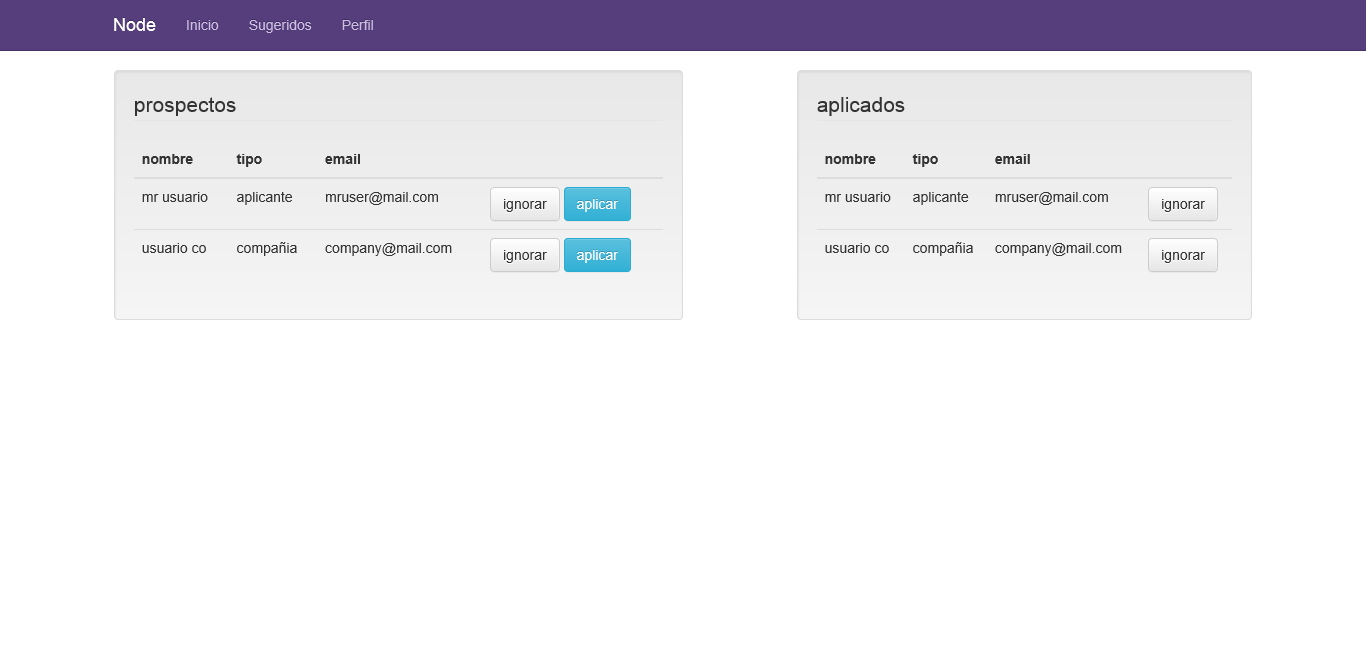 Node Inicio Sugeridos Perfil
prospectos
nombre tipo email
mr usuario aplicante mruser@mail.com ignorar aplicar
usuario co compañia company@mail.com ignorar aplicar
aplicados
nombre tipo email
mr usuario aplicante mruser@mail.com ignorar
usuario co compañia company@mail.com ignorar